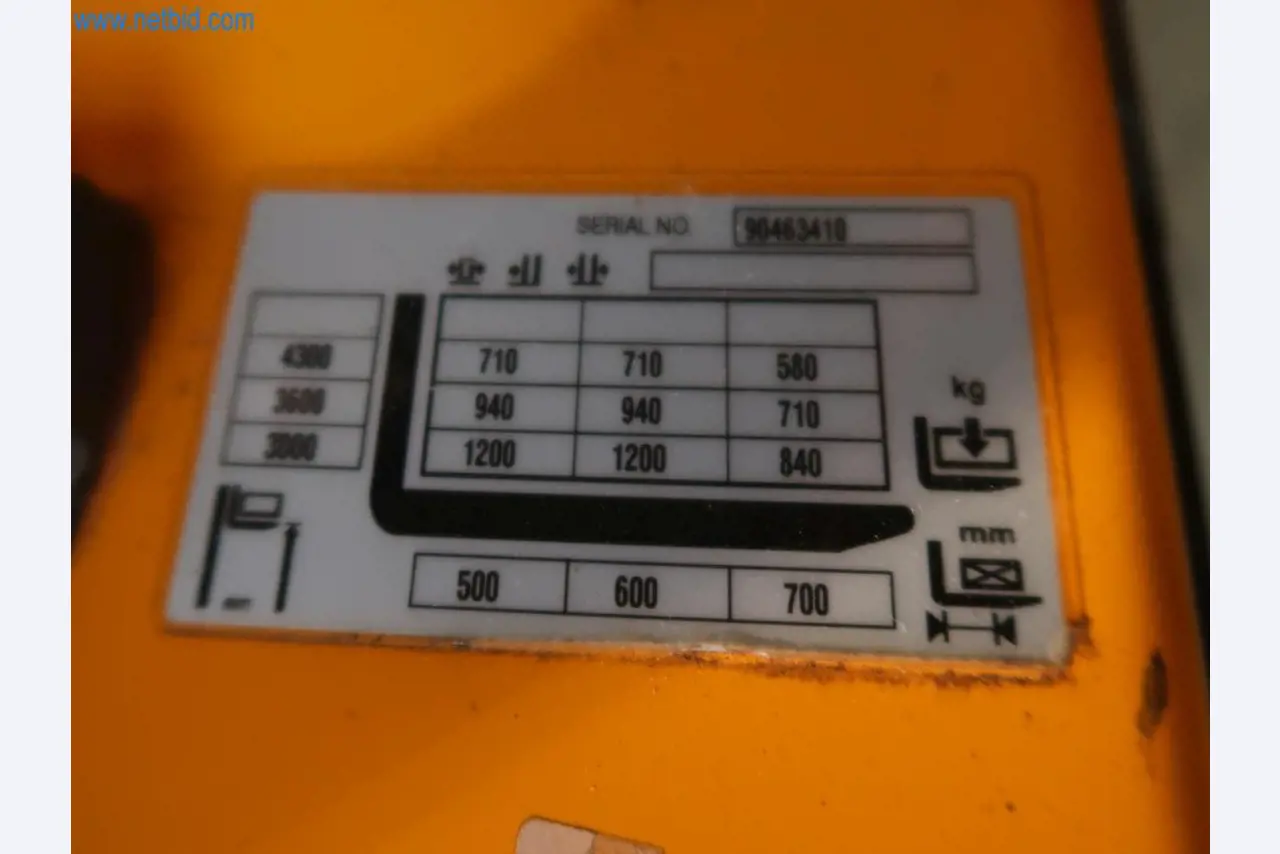 www.netbid.com
SERIAL NO. 90463410
4300 710 710 580
3600 940 940 710
3000 1200 1200 840
kg
mm
500 600 700